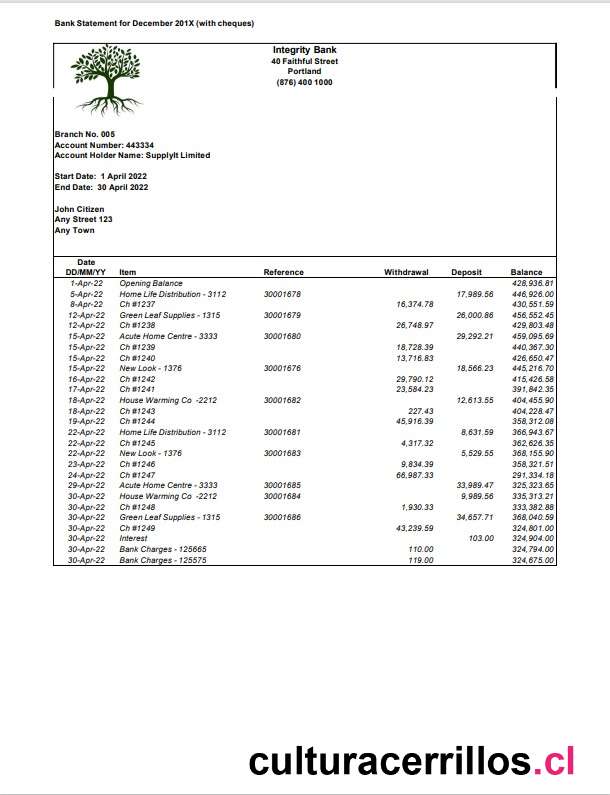 Bank Statement for December 201X (with cheques)
Integrity Bank
40 Faithful Street
Portland
(876) 400 1000
Branch No. 005
Account Number: 443334
Account Holder Name: SupplyIt Limited
Start Date: 1 April 2022
End Date: 30 April 2022
John Citizen
Any Street 123
Any Town
Date
DD/MM/YY Item Reference Withdrawal Deposit Balance
1-Apr-22 Opening Balance 428,936.81
5-Apr-22 Home Life Distribution - 3112 30001678 17,989.56 446,926.00
8-Apr-22 Ch #1237 16,374.78 430,551.59
12-Apr-22 Green Leaf Supplies - 1315 30001679 26,000.86 456,552.45
12-Apr-22 Ch #1238 26,748.97 429,803.48
15-Apr-22 Acute Home Centre - 3333 30001680 29,292.21 459,095.69
15-Apr-22 Ch #1239 18,728.39 440,367.30
15-Apr-22 Ch #1240 13,716.83 426,650.47
15-Apr-22 New Look - 1376 30001676 18,566.23 445,216.70
16-Apr-22 Ch #1242 29,790.12 415,426.58
17-Apr-22 Ch #1241 23,584.23 391,842.35
18-Apr-22 House Warming Co -2212 30001682 12,613.55 404,455.90
18-Apr-22 Ch #1243 227.43 404,228.47
19-Apr-22 Ch #1244 45,916.39 358,312.08
22-Apr-22 Home Life Distribution - 3112 30001681 8,631.59 366,943.67
22-Apr-22 Ch #1245 4,317.32 362,626.35
22-Apr-22 New Look - 1376 30001683 5,529.55 368,155.90
23-Apr-22 Ch #1246 9,834.39 358,321.51
24-Apr-22 Ch #1247 66,987.33 291,334.18
29-Apr-22 Acute Home Centre - 3333 30001685 33,989.47 325,323.65
30-Apr-22 House Warming Co -2212 30001684 9,989.56 335,313.21
30-Apr-22 Ch #1248 1,930.33 333,382.88
30-Apr-22 Green Leaf Supplies - 1315 30001686 34,657.71 368,040.59
30-Apr-22 Ch #1249 43,239.59 324,801.00
30-Apr-22 Interest 103.00 324,904.00
30-Apr-22 Bank Charges - 125665 110.00 324,794.00
30-Apr-22 Bank Charges - 125575 119.00 324,675.00
culturacerrillos.cl